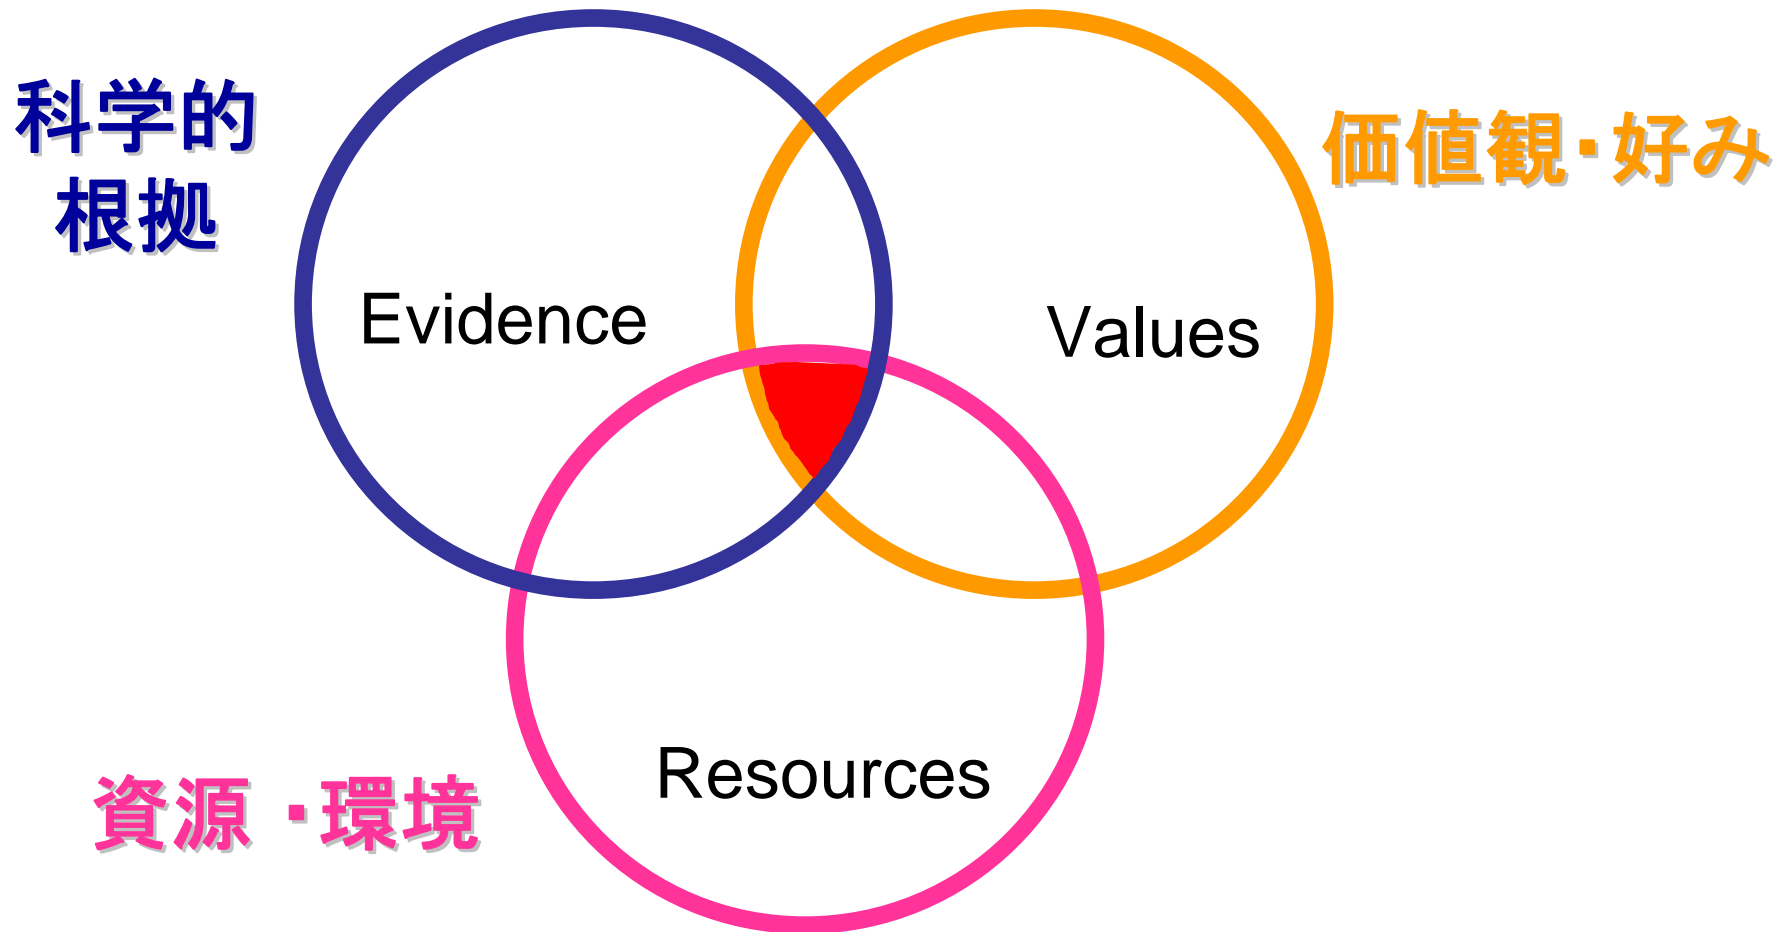 科学的
根拠
価値観・好み
Evidence
Values
Resources
資源・環境